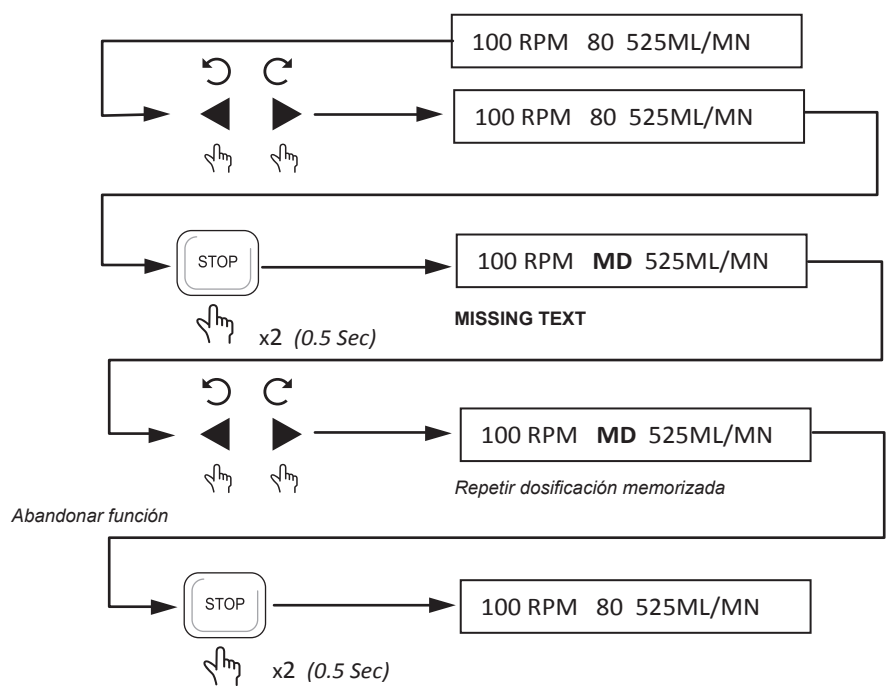 100 RPM 80 525ML/MN
100 RPM 80 525ML/MN
STOP
100 RPM MD 525ML/MN
x2 (0.5 Sec)
MISSING TEXT
100 RPM MD 525ML/MN
Repetir dosificación memorizada
Abandonar función
STOP
100 RPM 80 525ML/MN
x2 (0.5 Sec)